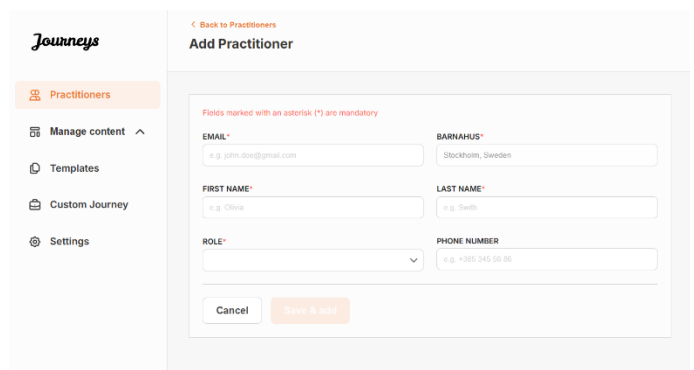 Journeys
< Back to Practitioners
Add Practitioner
Practitioners
Manage content
Templates
Custom Journey
Settings
Fields marked with an asterisk (*) are mandatory
EMAIL*
BARNAHUS*
e.g. john.doe@gmail.com
Stockholm, Sweden
FIRST NAME*
LAST NAME*
e.g. Olivia
e.g. Smith
ROLE*
PHONE NUMBER
e.g. +385 345 56 86
Cancel
Save & add